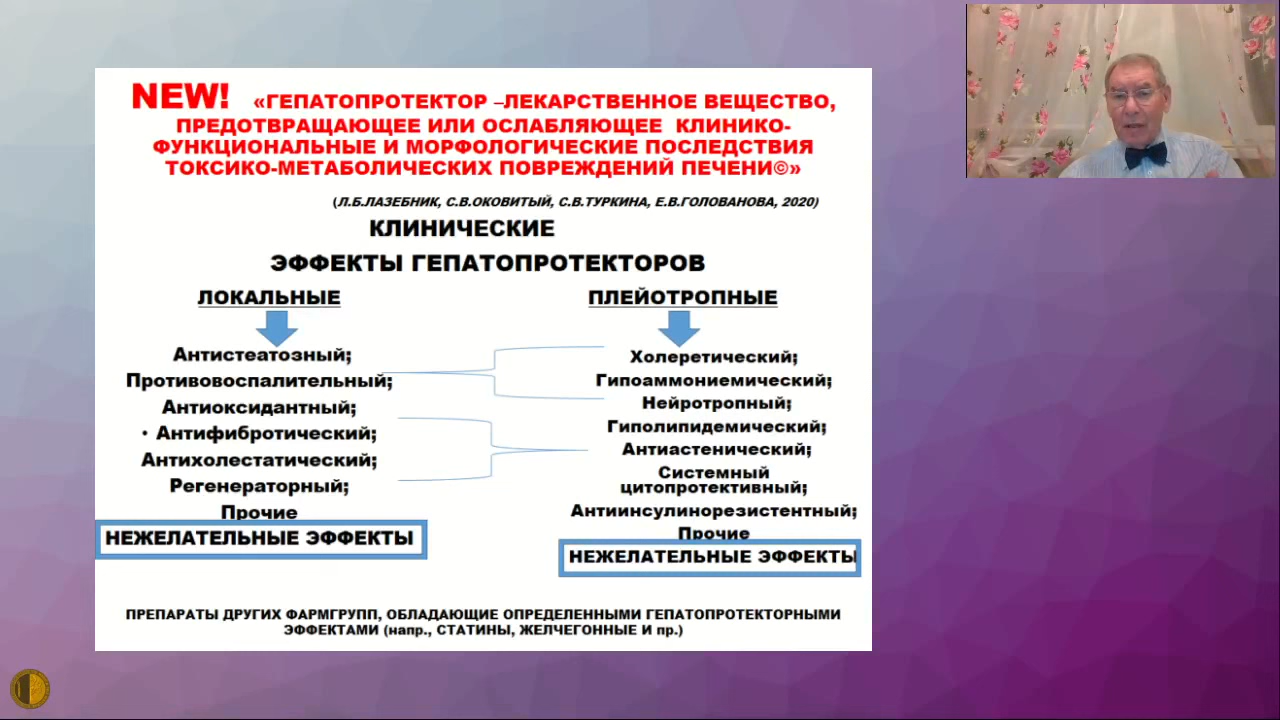 NEW! «ГЕПАТОПРОТЕКТОР –ЛЕКАРСТВЕННОЕ ВЕЩЕСТВО,
ПРЕДОТВРАЩАЮЩЕЕ ИЛИ ОСЛАБЛЯЮЩЕЕ КЛИНИКО-
ФУНКЦИОНАЛЬНЫЕ И МОРФОЛОГИЧЕСКИЕ ПОСЛЕДСТВИЯ
ТОКСИКО-МЕТАБОЛИЧЕСКИХ ПОВРЕЖДЕНИЙ ПЕЧЕНИ©»
(Л.Б.ЛАЗЕБНИК, С.В.ОКОВИТЫЙ, С.В.ТУРКИНА, Е.В.ГОЛОВАНОВА, 2020)
КЛИНИЧЕСКИЕ
ЭФФЕКТЫ ГЕПАТОПРОТЕКТОРОВ
ЛОКАЛЬНЫЕ
Антистеатозный;
Противовоспалительный;
Антиоксидантный;
• Антифибротический;
Антихолестатический;
Регенераторный;
Прочие
НЕЖЕЛАТЕЛЬНЫЕ ЭФФЕКТЫ
ПЛЕЙОТРОПНЫЕ
Холеретический;
Гипоаммониемический;
Нейротропный;
Гиполипидемический;
Антиастенический;
Системный
цитопротективный;
Антиинсулинорезистентный;
Прочие
НЕЖЕЛАТЕЛЬНЫЕ ЭФФЕКТЫ
ПРЕПАРАТЫ ДРУГИХ ФАРМГРУПП, ОБЛАДАЮЩИЕ ОПРЕДЕЛЕННЫМИ ГЕПАТОПРОТЕКТОРНЫМИ
ЭФФЕКТАМИ (напр., СТАТИНЫ, ЖЕЛЧЕГОННЫЕ И пр.)